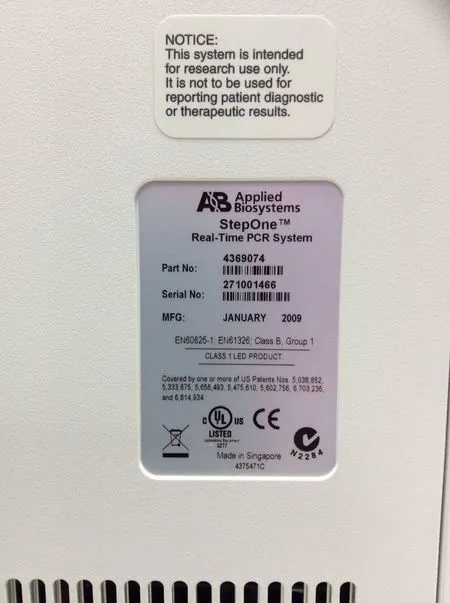 NOTICE:
This system is intended
for research use only.
It is not to be used for
reporting patient diagnostic
or therapeutic results.
AB Applied
Biosystems
StepOne™
Real-Time PCR System
Part No: 4369074
Serial No: 271001466
MFG: JANUARY 2009
EN60825-1; EN61326; Class B, Group 1
CLASS 1 LED PRODUCT.
Covered by one or more of US Patents Nos. 5,038,852,
5,333,675, 5,656,493, 5,475,610, 5,602,756, 6,703,236,
and 6,814,934
C UL US CE
LISTED
N2284
Made in Singapore
4375471C